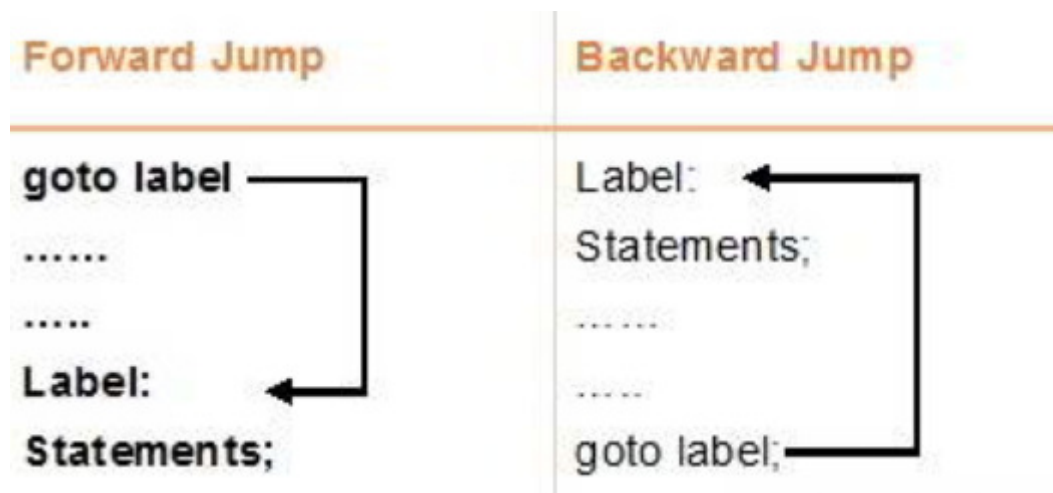 Forward Jump
goto label
......
.....
Label:
Statements;
Backward Jump
Label:
Statements;
......
.....
goto label;